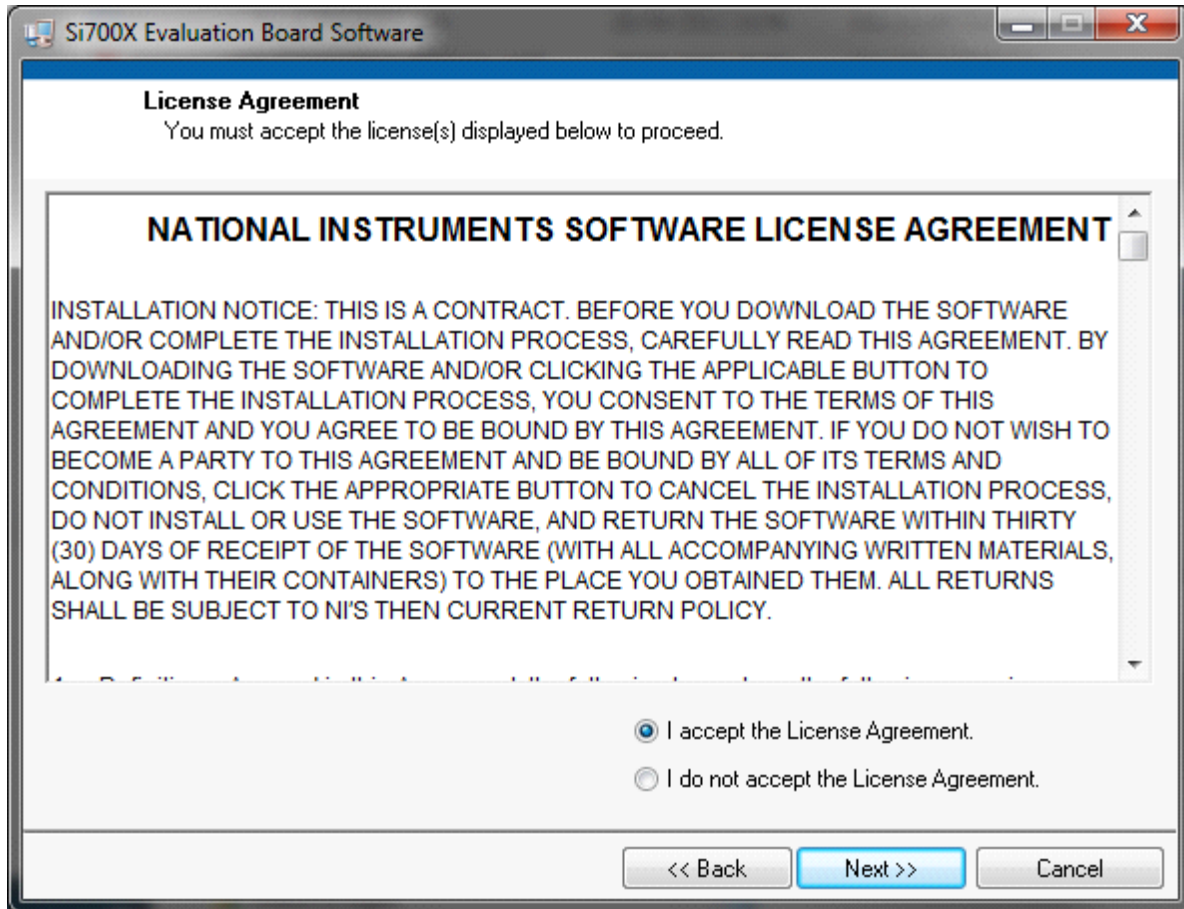 Si700X Evaluation Board Software
License Agreement
You must accept the license(s) displayed below to proceed.
NATIONAL INSTRUMENTS SOFTWARE LICENSE AGREEMENT
INSTALLATION NOTICE: THIS IS A CONTRACT. BEFORE YOU DOWNLOAD THE SOFTWARE
AND/OR COMPLETE THE INSTALLATION PROCESS, CAREFULLY READ THIS AGREEMENT. BY
DOWNLOADING THE SOFTWARE AND/OR CLICKING THE APPLICABLE BUTTON TO
COMPLETE THE INSTALLATION PROCESS, YOU CONSENT TO THE TERMS OF THIS
AGREEMENT AND YOU AGREE TO BE BOUND BY THIS AGREEMENT. IF YOU DO NOT WISH TO
BECOME A PARTY TO THIS AGREEMENT AND BE BOUND BY ALL OF ITS TERMS AND
CONDITIONS, CLICK THE APPROPRIATE BUTTON TO CANCEL THE INSTALLATION PROCESS,
DO NOT INSTALL OR USE THE SOFTWARE, AND RETURN THE SOFTWARE WITHIN THIRTY
(30) DAYS OF RECEIPT OF THE SOFTWARE (WITH ALL ACCOMPANYING WRITTEN MATERIALS,
ALONG WITH THEIR CONTAINERS) TO THE PLACE YOU OBTAINED THEM. ALL RETURNS
SHALL BE SUBJECT TO NI'S THEN CURRENT RETURN POLICY.
I accept the License Agreement.
I do not accept the License Agreement.
<< Back
Next >>
Cancel